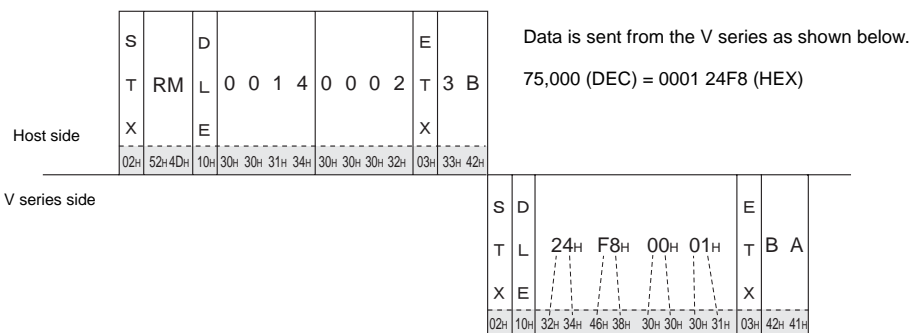 S T X RM D L E 0 0 1 4 0 0 0 2 E T X 3 B
Data is sent from the V series as shown below.
75,000 (DEC) = 0001 24F8 (HEX)
Host side
02H 52H 4DH 10H 30H 30H 31H 34H 30H 30H 30H 32H 03H 33H 42H
V series side
S T X D L E 24H F8H 00H 01H E T X B A
02H 10H 32H 34H 46H 38H 30H 30H 30H 31H 03H 42H 41H